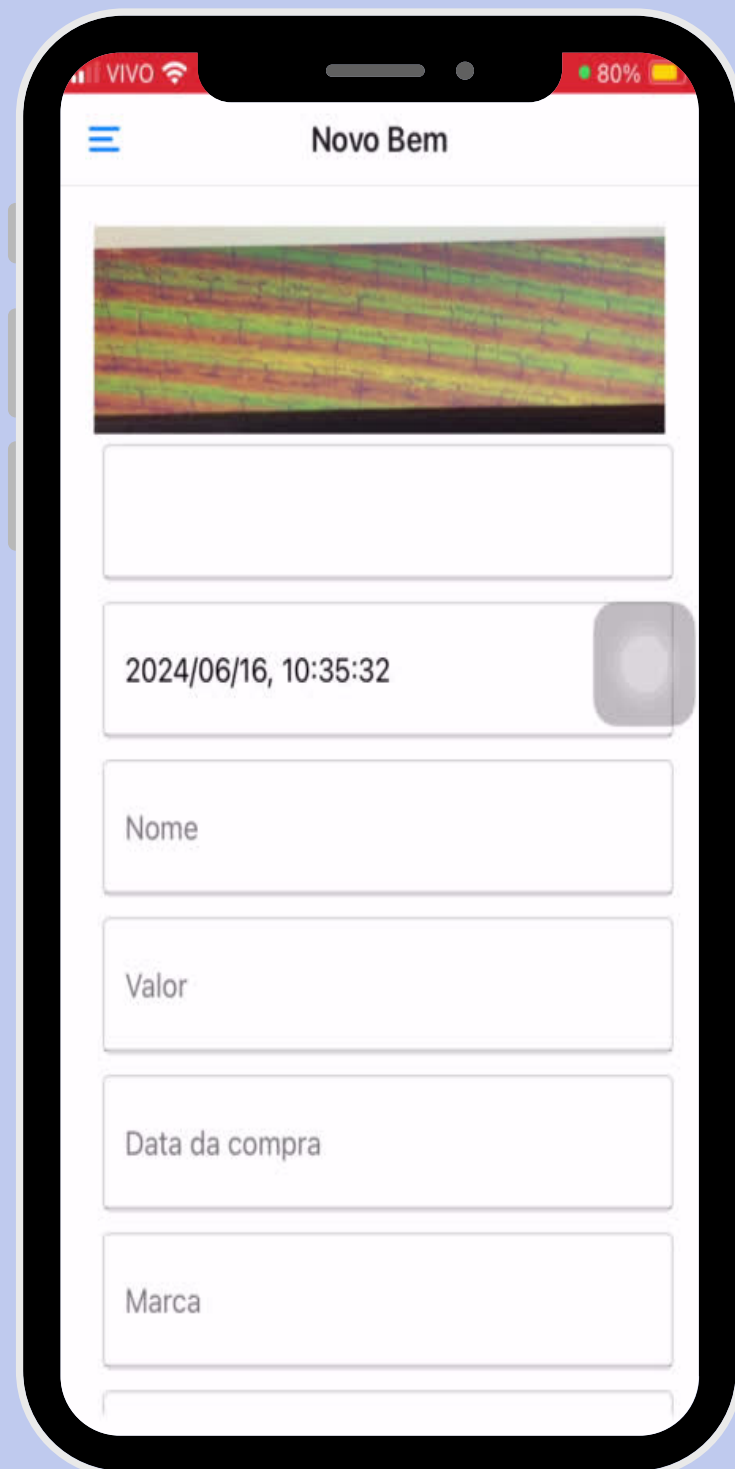 VIVO
80%
Novo Bem
2024/06/16, 10:35:32
Nome
Valor
Data da compra
Marca